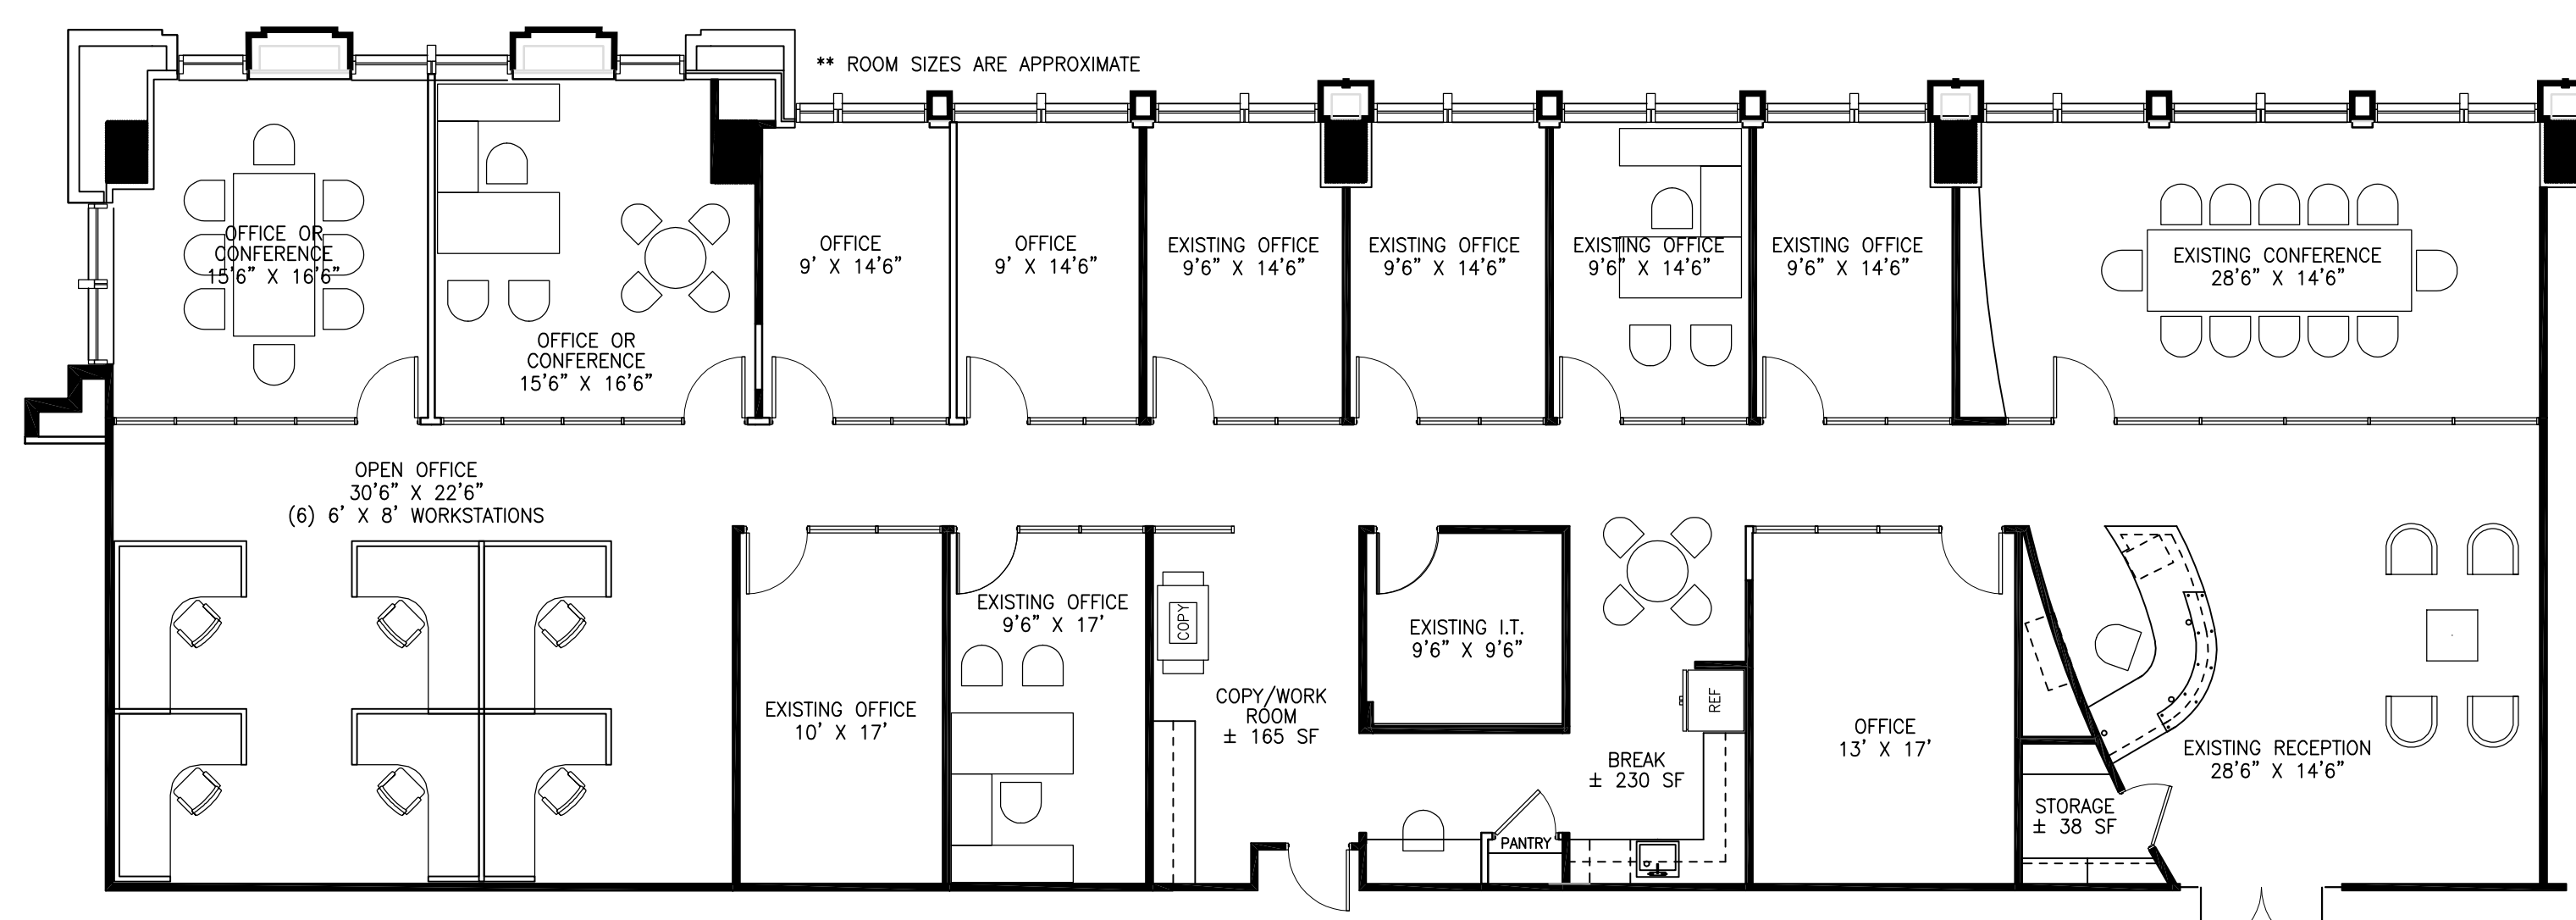 ** ROOM SIZES ARE APPROXIMATE
OFFICE OR
CONFERENCE
15'6" X 16'6"
OFFICE OR
CONFERENCE
15'6" X 16'6"
OFFICE
9' X 14'6"
OFFICE
9' X 14'6"
EXISTING OFFICE
9'6" X 14'6"
EXISTING OFFICE
9'6" X 14'6"
EXISTING OFFICE
9'6" X 14'6"
EXISTING OFFICE
9'6" X 14'6"
EXISTING CONFERENCE
28'6" X 14'6"
OPEN OFFICE
30'6" X 22'6"
(6) 6' X 8' WORKSTATIONS
EXISTING OFFICE
10' X 17'
EXISTING OFFICE
9'6" X 17'
COPY
COPY/WORK
ROOM
± 165 SF
EXISTING I.T.
9'6" X 9'6"
REF
BREAK
± 230 SF
PANTRY
OFFICE
13' X 17'
EXISTING RECEPTION
28'6" X 14'6"
STORAGE
± 38 SF